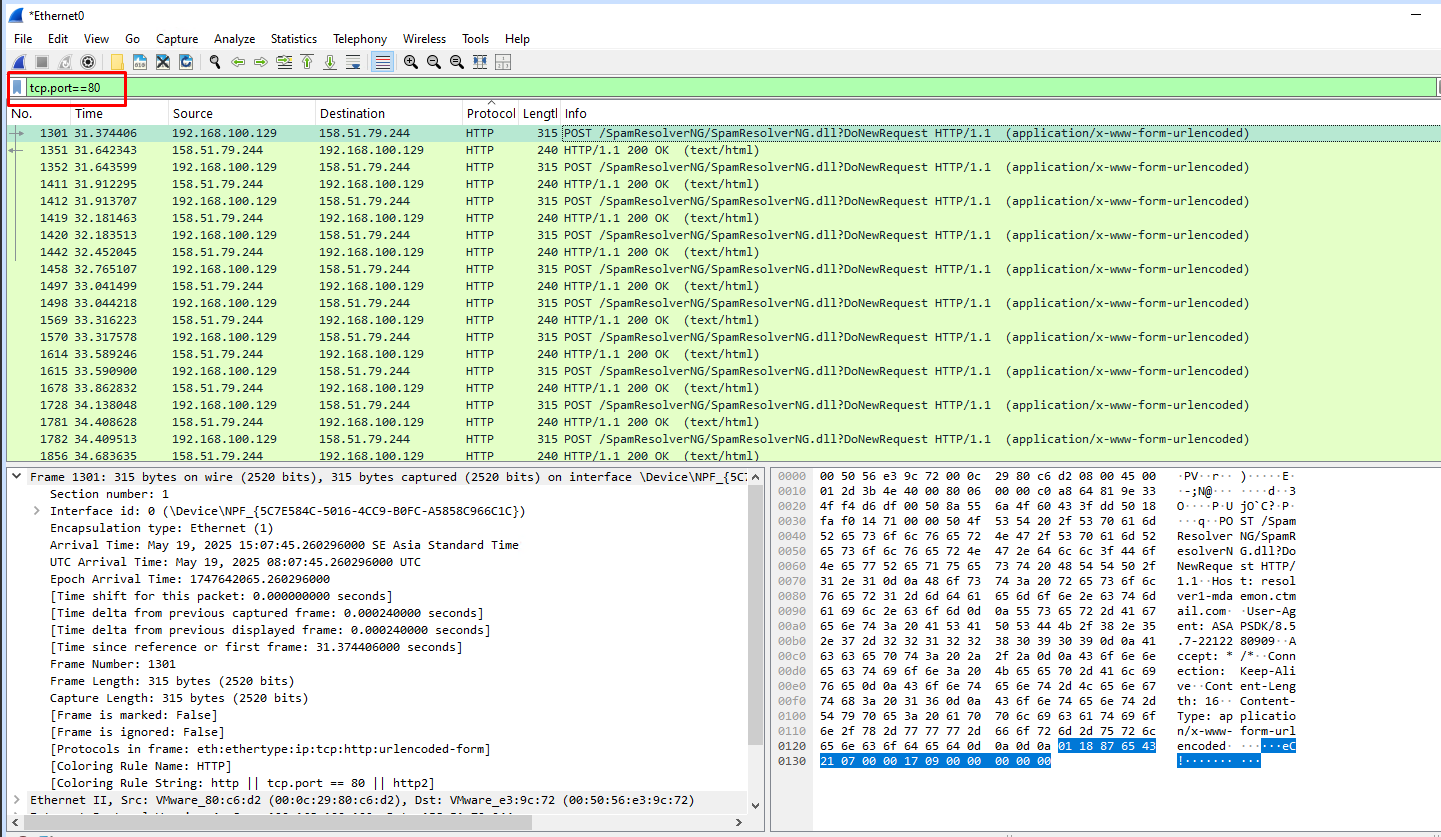 *Ethernet0
File Edit View Go Capture Analyze Statistics Telephony Wireless Tools Help
tcp.port==80
No. Time Source Destination Protocol Lengtl Info
1301 31.374406 192.168.100.129 158.51.79.244 HTTP 315 POST /SpamResolverNG/SpamResolverNG.dll?DoNewRequest HTTP/1.1 (application/x-www-form-urlencoded)
1351 31.642343 158.51.79.244 192.168.100.129 HTTP 240 HTTP/1.1 200 OK (text/html)
1352 31.643599 192.168.100.129 158.51.79.244 HTTP 315 POST /SpamResolverNG/SpamResolverNG.dll?DoNewRequest HTTP/1.1 (application/x-www-form-urlencoded)
1411 31.912295 158.51.79.244 192.168.100.129 HTTP 240 HTTP/1.1 200 OK (text/html)
1412 31.913707 192.168.100.129 158.51.79.244 HTTP 315 POST /SpamResolverNG/SpamResolverNG.dll?DoNewRequest HTTP/1.1 (application/x-www-form-urlencoded)
1419 32.181463 158.51.79.244 192.168.100.129 HTTP 240 HTTP/1.1 200 OK (text/html)
1420 32.183513 192.168.100.129 158.51.79.244 HTTP 315 POST /SpamResolverNG/SpamResolverNG.dll?DoNewRequest HTTP/1.1 (application/x-www-form-urlencoded)
1442 32.452045 158.51.79.244 192.168.100.129 HTTP 240 HTTP/1.1 200 OK (text/html)
1458 32.765107 192.168.100.129 158.51.79.244 HTTP 315 POST /SpamResolverNG/SpamResolverNG.dll?DoNewRequest HTTP/1.1 (application/x-www-form-urlencoded)
1497 33.041499 158.51.79.244 192.168.100.129 HTTP 240 HTTP/1.1 200 OK (text/html)
1498 33.044218 192.168.100.129 158.51.79.244 HTTP 315 POST /SpamResolverNG/SpamResolverNG.dll?DoNewRequest HTTP/1.1 (application/x-www-form-urlencoded)
1569 33.316223 158.51.79.244 192.168.100.129 HTTP 240 HTTP/1.1 200 OK (text/html)
1570 33.317578 192.168.100.129 158.51.79.244 HTTP 315 POST /SpamResolverNG/SpamResolverNG.dll?DoNewRequest HTTP/1.1 (application/x-www-form-urlencoded)
1614 33.589246 158.51.79.244 192.168.100.129 HTTP 240 HTTP/1.1 200 OK (text/html)
1615 33.590900 192.168.100.129 158.51.79.244 HTTP 315 POST /SpamResolverNG/SpamResolverNG.dll?DoNewRequest HTTP/1.1 (application/x-www-form-urlencoded)
1678 33.862832 158.51.79.244 192.168.100.129 HTTP 240 HTTP/1.1 200 OK (text/html)
1728 34.138048 192.168.100.129 158.51.79.244 HTTP 315 POST /SpamResolverNG/SpamResolverNG.dll?DoNewRequest HTTP/1.1 (application/x-www-form-urlencoded)
1781 34.408628 158.51.79.244 192.168.100.129 HTTP 240 HTTP/1.1 200 OK (text/html)
1782 34.409513 192.168.100.129 158.51.79.244 HTTP 315 POST /SpamResolverNG/SpamResolverNG.dll?DoNewRequest HTTP/1.1 (application/x-www-form-urlencoded)
1856 34.683635 158.51.79.244 192.168.100.129 HTTP 240 HTTP/1.1 200 OK (text/html)
Frame 1301: 315 bytes on wire (2520 bits), 315 bytes captured (2520 bits) on interface \Device\NPF_{5C7
Section number: 1
Interface id: 0 (\Device\NPF_{5C7E584C-5016-4CC9-B0FC-A5858C966C1C})
Encapsulation type: Ethernet (1)
Arrival Time: May 19, 2025 15:07:45.260296000 SE Asia Standard Time
UTC Arrival Time: May 19, 2025 08:07:45.260296000 UTC
Epoch Arrival Time: 1747642065.260296000
[Time shift for this packet: 0.000000000 seconds]
[Time delta from previous captured frame: 0.000240000 seconds]
[Time delta from previous displayed frame: 0.000240000 seconds]
[Time since reference or first frame: 31.374406000 seconds]
Frame Number: 1301
Frame Length: 315 bytes (2520 bits)
Capture Length: 315 bytes (2520 bits)
[Frame is marked: False]
[Frame is ignored: False]
[Protocols in frame: eth:ethertype:ip:tcp:http:urlencoded-form]
[Coloring Rule Name: HTTP]
[Coloring Rule String: http || tcp.port == 80 || http2]
Ethernet II, Src: VMware_80:c6:d2 (00:0c:29:80:c6:d2), Dst: VMware_e3:9c:72 (00:50:56:e3:9c:72)
0000 00 50 56 e3 9c 72 00 0c 29 80 c6 d2 08 00 45 00 ·PV··r·· )·····E·
0010 01 2d 3b 4e 40 00 80 06 00 00 c0 a8 64 81 9e 33 ·-;N@··· ····d··3
0020 4f f4 d6 df 00 50 8a 55 6a 4f 60 43 3f dd 50 18 O····P·U jO`C?·P·
0030 fa f0 14 71 00 00 50 4f 53 54 20 2f 53 70 61 6d ···q··PO ST /Spam
0040 52 65 73 6f 6c 76 65 72 4e 47 2f 53 70 61 6d 52 Resolver NG/SpamR
0050 65 73 6f 6c 76 65 72 4e 47 2e 64 6c 6c 3f 44 6f esolverN G.dll?Do
0060 4e 65 77 52 65 71 75 65 73 74 20 48 54 54 50 2f NewReque st HTTP/
0070 31 2e 31 0d 0a 48 6f 73 74 3a 20 72 65 73 6f 6c 1.1··Hos t: resol
0080 76 65 72 31 2d 6d 64 61 65 6d 6f 6e 2e 63 74 6d ver1-mda emon.ctm
0090 61 69 6c 2e 63 6f 6d 0d 0a 55 73 65 72 2d 41 67 ail.com· ·User-Ag
00a0 65 6e 74 3a 20 41 53 41 50 53 44 4b 2f 38 2e 35 ent: ASA PSDK/8.5
00b0 2e 37 2d 32 32 31 32 32 38 30 39 30 39 0d 0a 41 .7-22122 80909··A
00c0 63 63 65 70 74 3a 20 2a 2f 2a 0d 0a 43 6f 6e 6e ccept: * /*··Conn
00d0 65 63 74 69 6f 6e 3a 20 4b 65 65 70 2d 41 6c 69 ection: Keep-Ali
00e0 76 65 0d 0a 43 6f 6e 74 65 6e 74 2d 4c 65 6e 67 ve··Cont ent-Leng
00f0 74 68 3a 20 31 36 0d 0a 43 6f 6e 74 65 6e 74 2d th: 16·· Content-
0100 54 79 70 65 3a 20 61 70 70 6c 69 63 61 74 69 6f Type: ap plicatio
0110 6e 2f 78 2d 77 77 77 2d 66 6f 72 6d 2d 75 72 6c n/x-www- form-url
0120 65 6e 63 6f 64 65 64 0d 0a 0d 0a 01 18 87 65 43 encoded· ······eC
0130 21 07 00 00 17 09 00 00 00 00 00 !······· ···